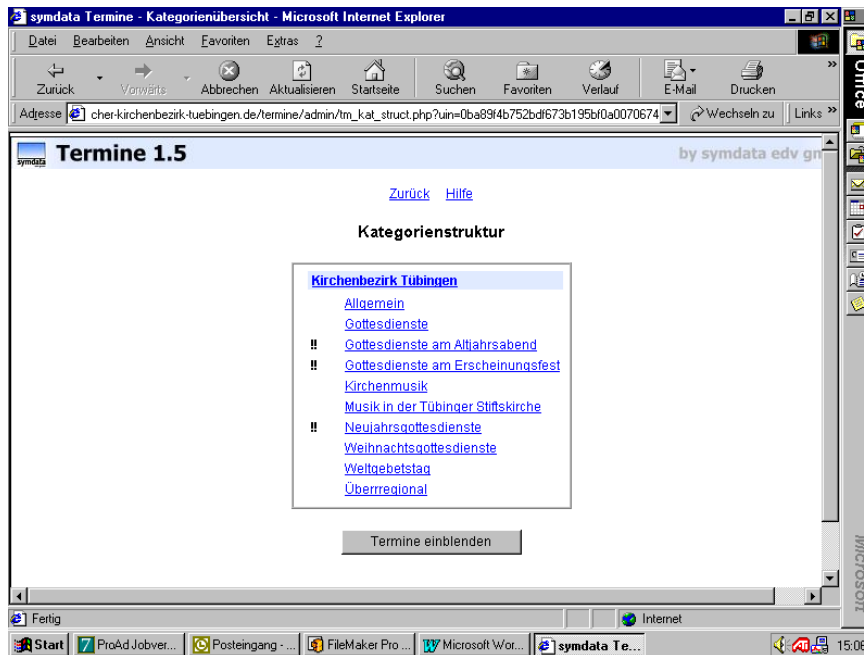 symdata Termine - Kategorienübersicht - Microsoft Internet Explorer
Datei Bearbeiten Ansicht Favoriten Extras ?
Zurück Vorwärts Abbrechen Aktualisieren Startseite Suchen Favoriten Verlauf E-Mail Drucken »
Adresse cher-kirchenbezirk-tuebingen.de/termine/admin/tm_kat_struct.php?uin=0ba89f4b752bdf673b195bf0a0070674 Wechseln zu Links »
Office
symdata Termine 1.5 by symdata edv gm
Zurück Hilfe
Kategorienstruktur
Kirchenbezirk Tübingen
Allgemein
Gottesdienste
!! Gottesdienste am Altjahrsabend
!! Gottesdienste am Erscheinungsfest
Kirchenmusik
Musik in der Tübinger Stiftskirche
!! Neujahrsgottesdienste
Weihnachtsgottesdienste
Weltgebetstag
Überrregional
Termine einblenden
Microsoft
Fertig Internet
Start ProAd Jobver... Posteingang - ... FileMaker Pro ... Microsoft Wor... symdata Te... 15:06